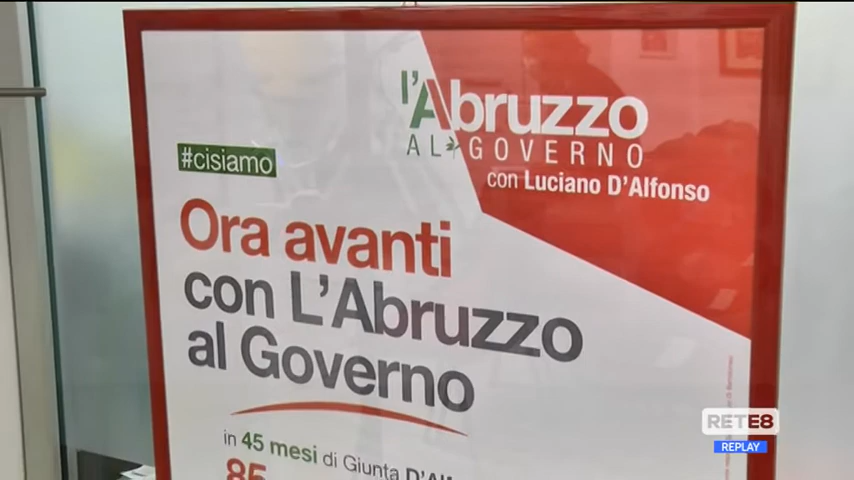 l'Abruzzo
AL GOVERNO
con Luciano D'Alfonso
#cisiamo
Ora avanti
con L'Abruzzo
al Governo
in 45 mesi di Giunta
85
RETE8
REPLAY